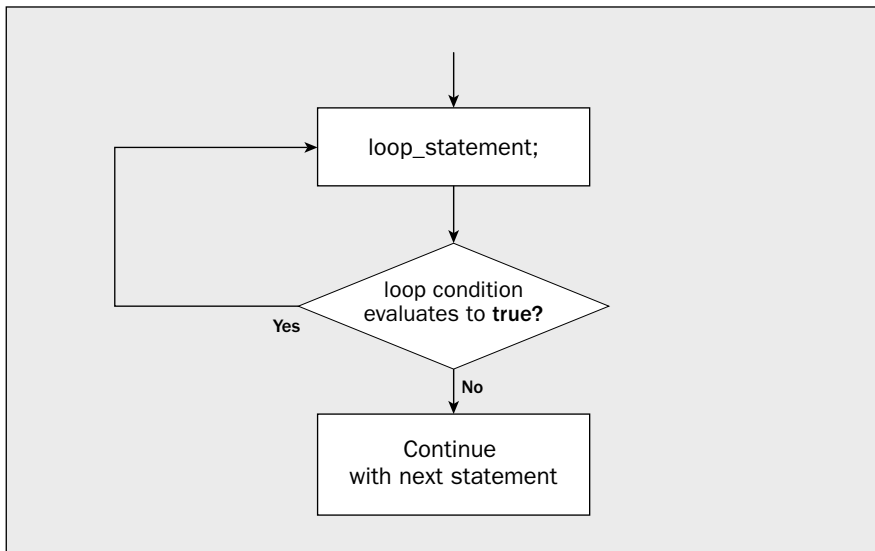 loop_statement;
loop condition
evaluates to true?
Yes
No
Continue
with next statement